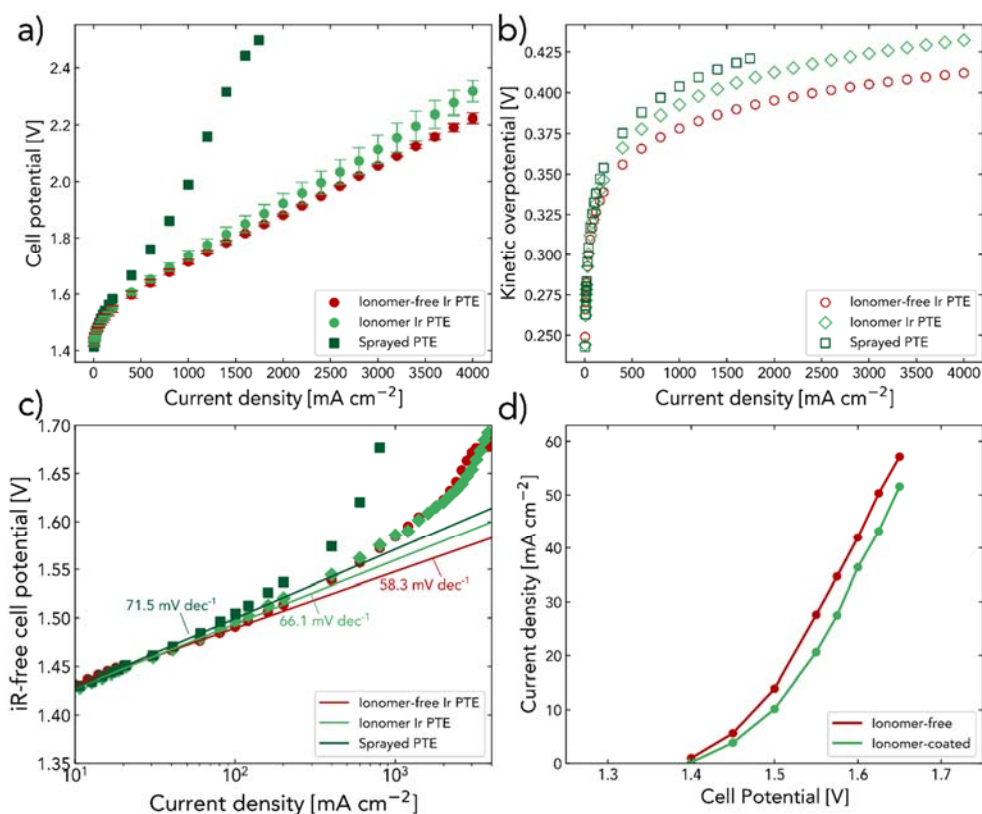 a)
2.4
2.2
2.0
1.8
1.6
1.4
Cell potential [V]
Ionomer-free Ir PTE
Ionomer Ir PTE
Sprayed PTE
0 500 1000 1500 2000 2500 3000 3500 4000
Current density [mA cm⁻²]
b)
0.425
0.400
0.375
0.350
0.325
0.300
0.275
0.250
Kinetic overpotential [V]
Ionomer-free Ir PTE
Ionomer Ir PTE
Sprayed PTE
0 500 1000 1500 2000 2500 3000 3500 4000
Current density [mA cm⁻²]
c)
1.70
1.65
1.60
1.55
1.50
1.45
1.40
1.35
iR-free cell potential [V]
71.5 mV dec⁻¹
58.3 mV dec⁻¹
66.1 mV dec⁻¹
Ionomer-free Ir PTE
Ionomer Ir PTE
Sprayed PTE
10¹ 10² 10³
Current density [mA cm⁻²]
d)
60
50
40
30
20
10
0
Current density [mA cm⁻²]
Ionomer-free
Ionomer-coated
1.3 1.4 1.5 1.6 1.7
Cell Potential [V]